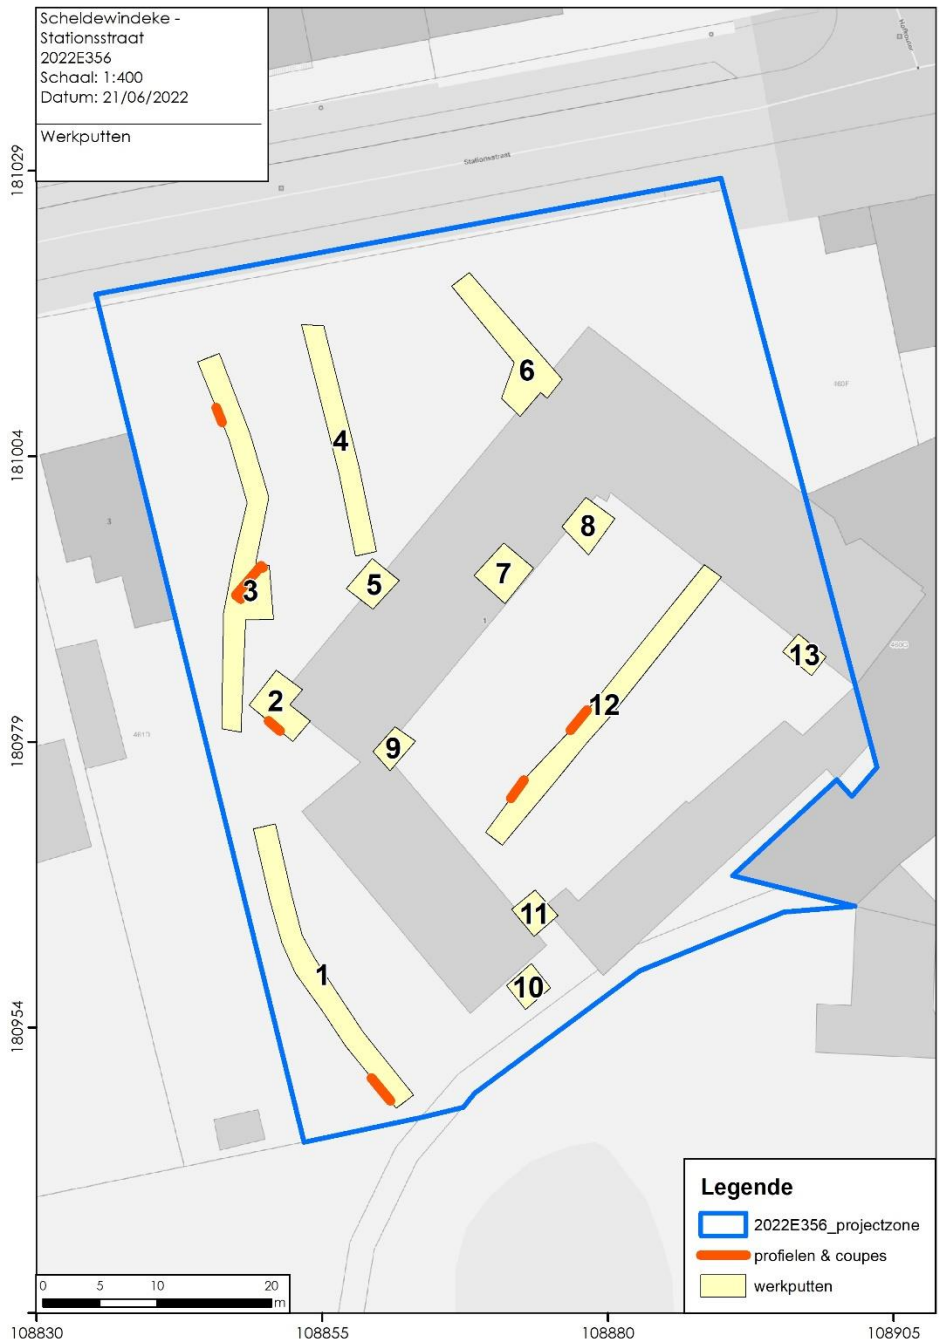 Scheldewindeke -
Stationsstraat
2022E356
Schaal: 1:400
Datum: 21/06/2022
Werkputten
Hofkouter
Stationsstraat
181029
6
181004
4
3
8
7
5
3
1
13
2
12
180979
9
11
1
10
180954
Legende
2022E356_projectzone
profielen & coupes
werkputten
0 5 10 20
m
108830 108855 108880 108905